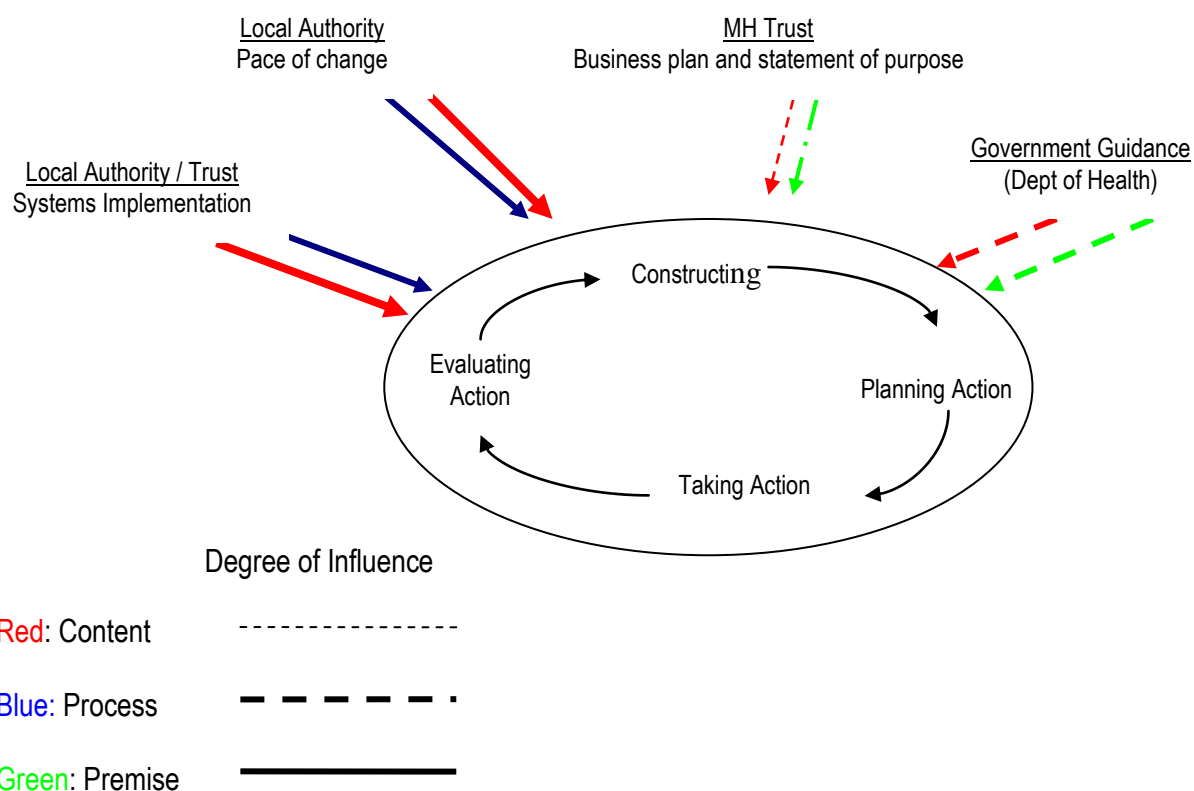 Local Authority
Pace of change
MH Trust
Business plan and statement of purpose
Local Authority / Trust
Systems Implementation
Government Guidance
(Dept of Health)
Constructing
Evaluating
Action
Planning Action
Taking Action
Degree of Influence
Red: Content
Blue: Process
Green: Premise